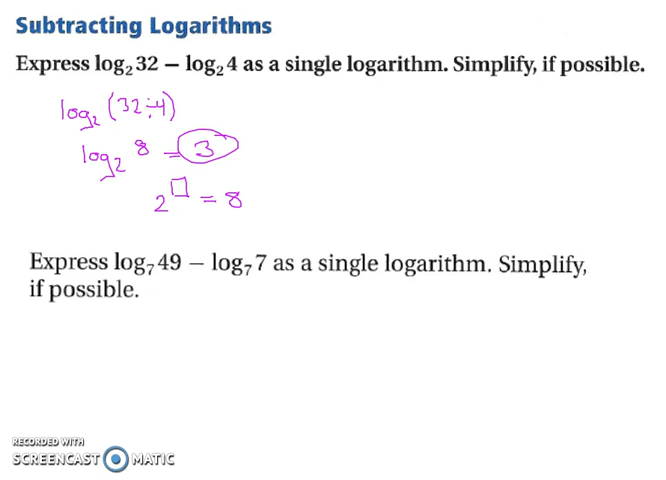 Subtracting Logarithms
Express log₂ 32 – log₂ 4 as a single logarithm. Simplify, if possible.
log₂ (32÷4)
log₂ 8 = 3
2^□ = 8
Express log₇ 49 – log₇ 7 as a single logarithm. Simplify,
if possible.
RECORDED WITH
SCREENCAST MATIC